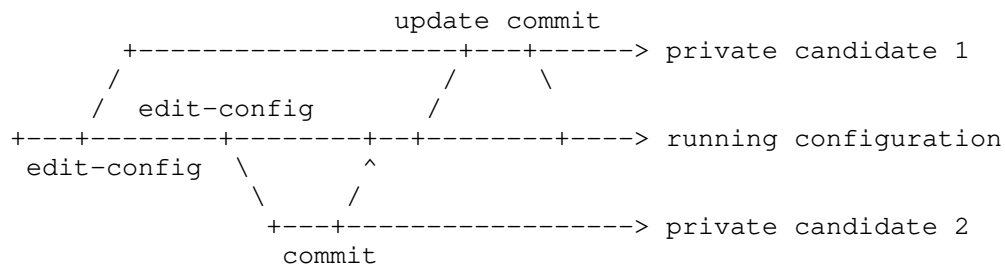 update commit
+---------------------+---+------> private candidate 1
/ / \
/ edit-config /
+---+---------+---------+--+---------+----> running configuration
edit-config \ ^
\ /
+---+------------------> private candidate 2
commit